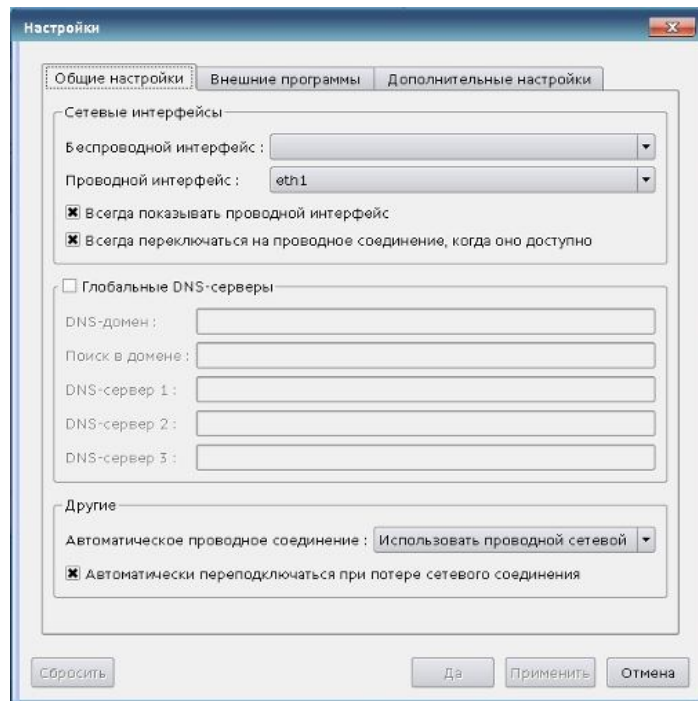 Настройки
Общие настройки
Внешние программы
Дополнительные настройки
Сетевые интерфейсы
Беспроводной интерфейс :
Проводной интерфейс : eth1
Всегда показывать проводной интерфейс
Всегда переключаться на проводное соединение, когда оно доступно
Глобальные DNS-серверы
DNS-домен :
Поиск в домене :
DNS-сервер 1 :
DNS-сервер 2 :
DNS-сервер 3 :
Другие
Автоматическое проводное соединение : Использовать проводной сетевой
Автоматически переподключаться при потере сетевого соединения
Сбросить
Да
Применить
Отмена